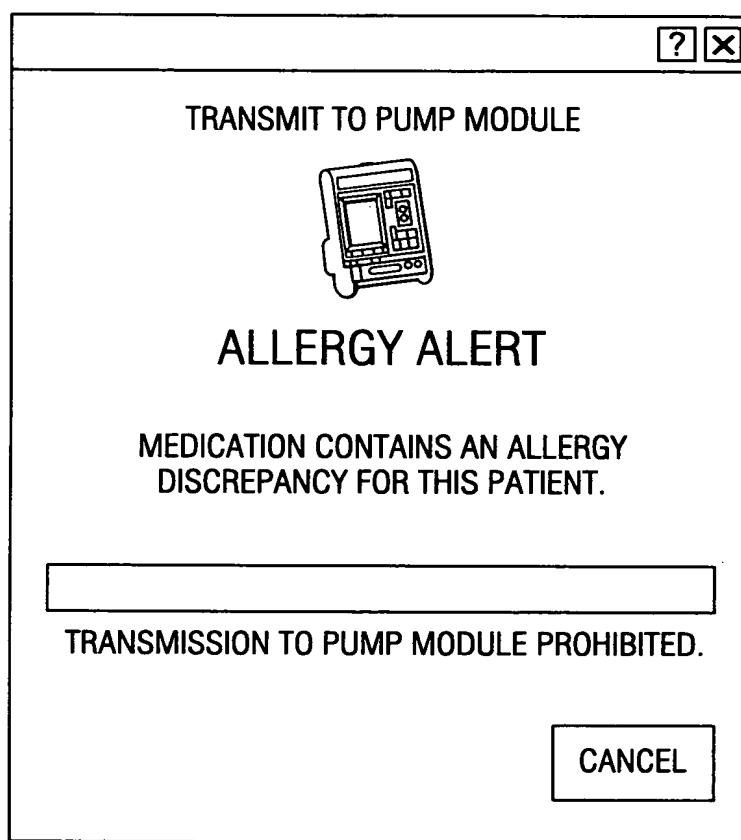 ?
TRANSMIT TO PUMP MODULE
ALLERGY ALERT
MEDICATION CONTAINS AN ALLERGY
DISCREPANCY FOR THIS PATIENT.
TRANSMISSION TO PUMP MODULE PROHIBITED.
CANCEL